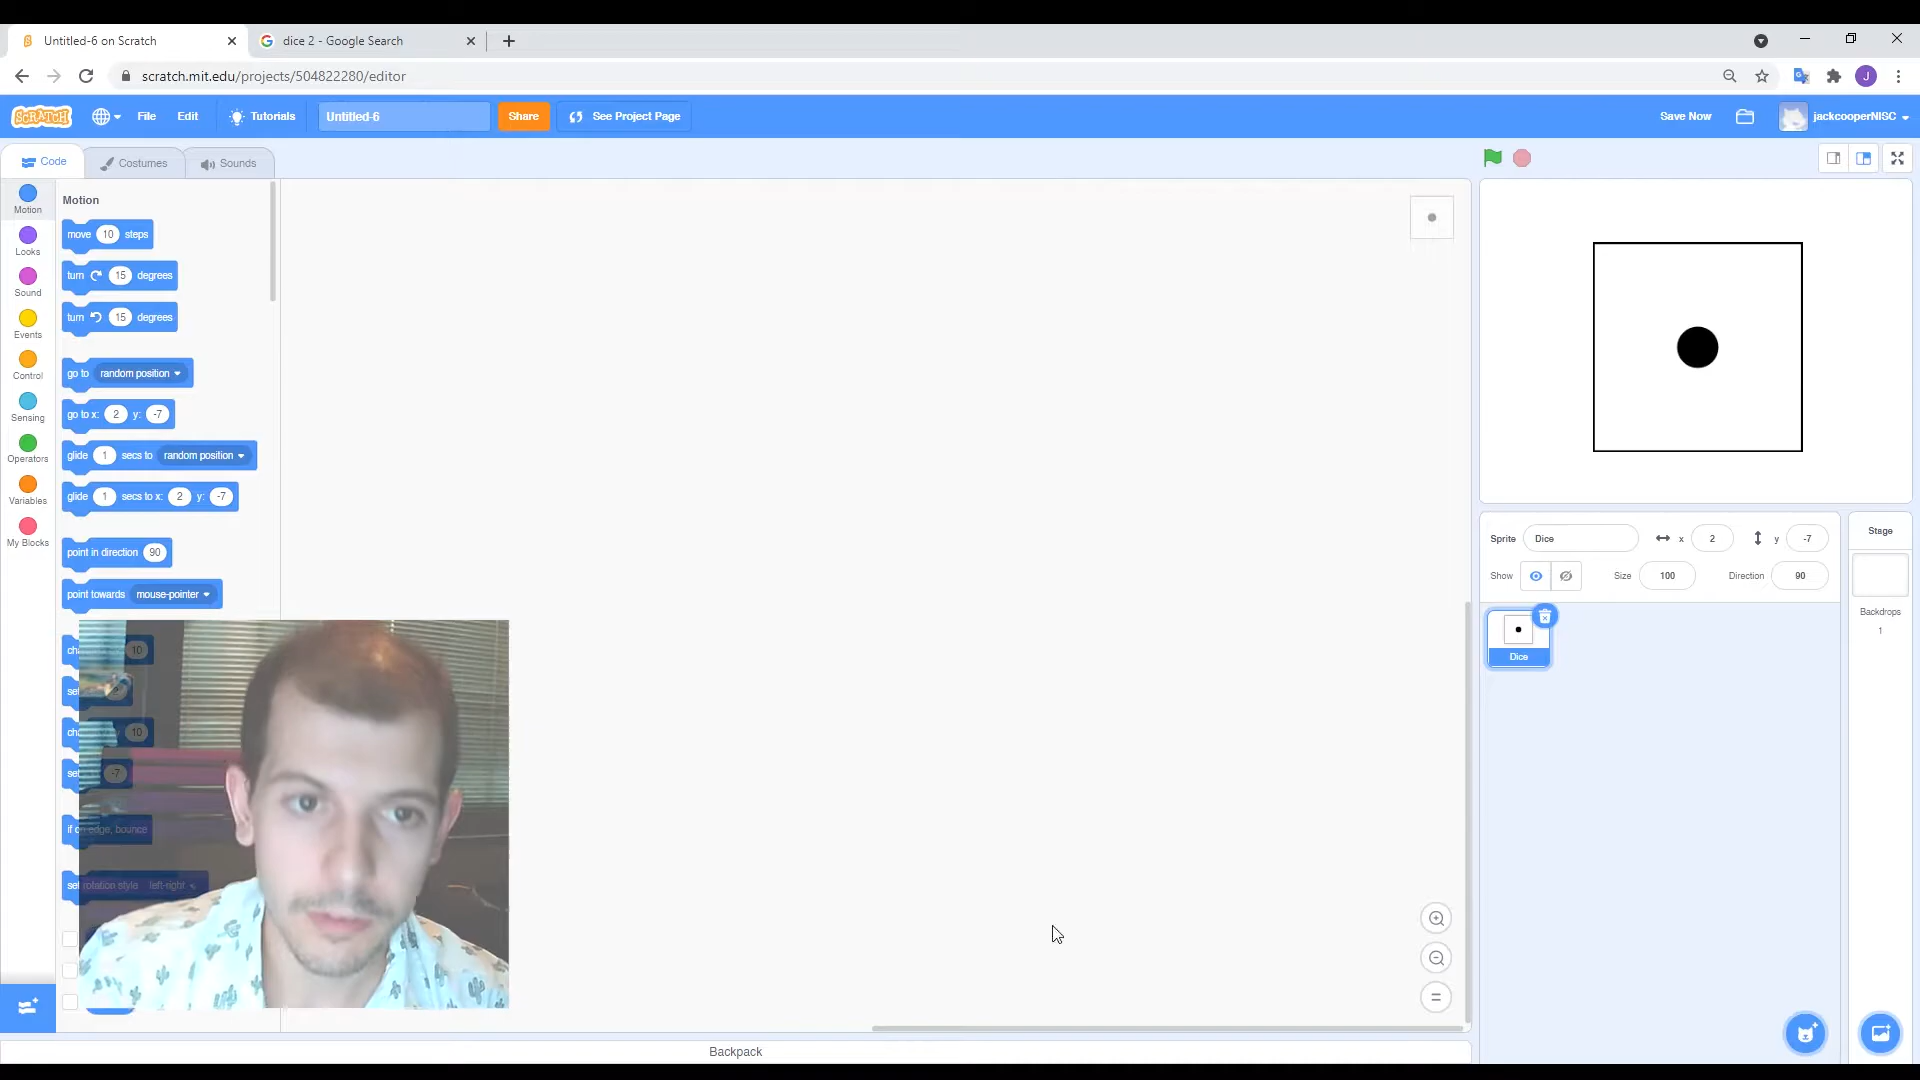 Untitled-6 on Scratch
dice 2 - Google Search
scratch.mit.edu/projects/504822280/editor
J
SCRATCH
File
Edit
Tutorials
Untitled-6
Share
See Project Page
Save Now
jackcooperNISC
Code
Costumes
Sounds
Motion
Looks
Sound
Events
Control
Sensing
Operators
Variables
My Blocks
Motion
move 10 steps
turn 15 degrees
turn 15 degrees
go to random position
go to x: 2 y: -7
glide 1 secs to random position
glide 1 secs to x: 2 y: -7
point in direction 90
point towards mouse-pointer
10
10
-7
if on edge, bounce
set rotation style left-right
Sprite Dice x 2 y -7
Show Size 100 Direction 90
Dice
Stage
Backdrops
1
Backpack